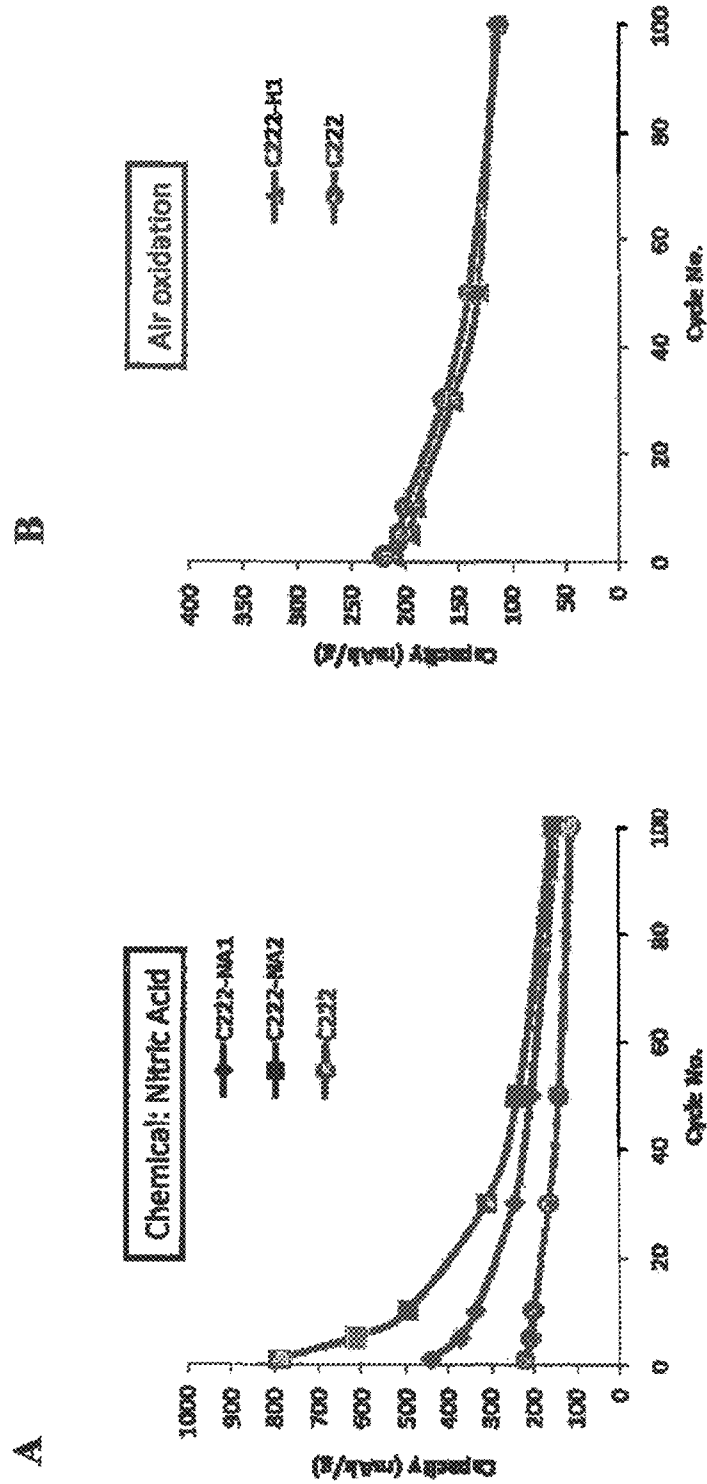 A
Chemical: Nitric Acid
C222-NA1
C222-NA2
C222
1000
900
800
700
600
500
400
300
200
100
0
Capacity (mAh/g)
0 20 40 60 80 100
Cycle No.
B
Air oxidation
C222-H1
C222
400
350
300
250
200
150
100
50
0
Capacity (mAh/g)
0 20 40 60 80 100
Cycle No.